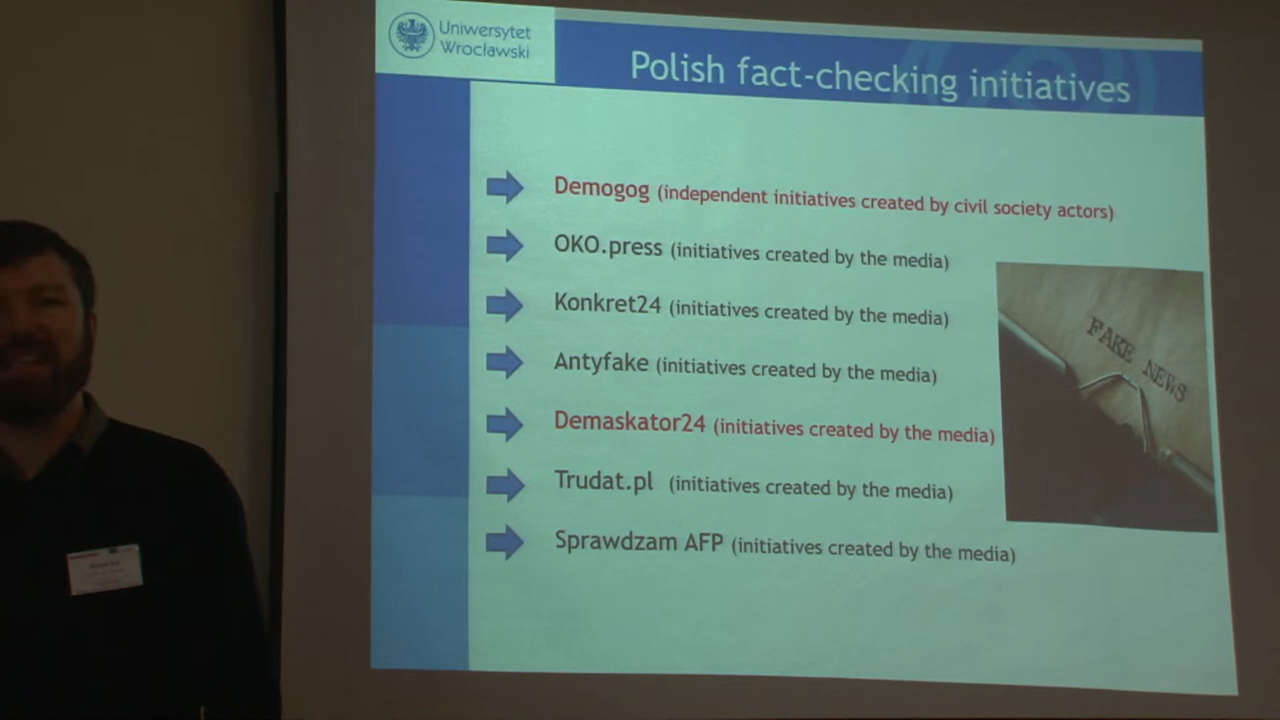 Uniwersytet
Wrocławski
Polish fact-checking initiatives
Demogog (independent initiatives created by civil society actors)
OKO.press (initiatives created by the media)
Konkret24 (initiatives created by the media)
Antyfake (initiatives created by the media)
Demaskator24 (initiatives created by the media)
Trudat.pl (initiatives created by the media)
Sprawdzam AFP (initiatives created by the media)
FAKE NEWS